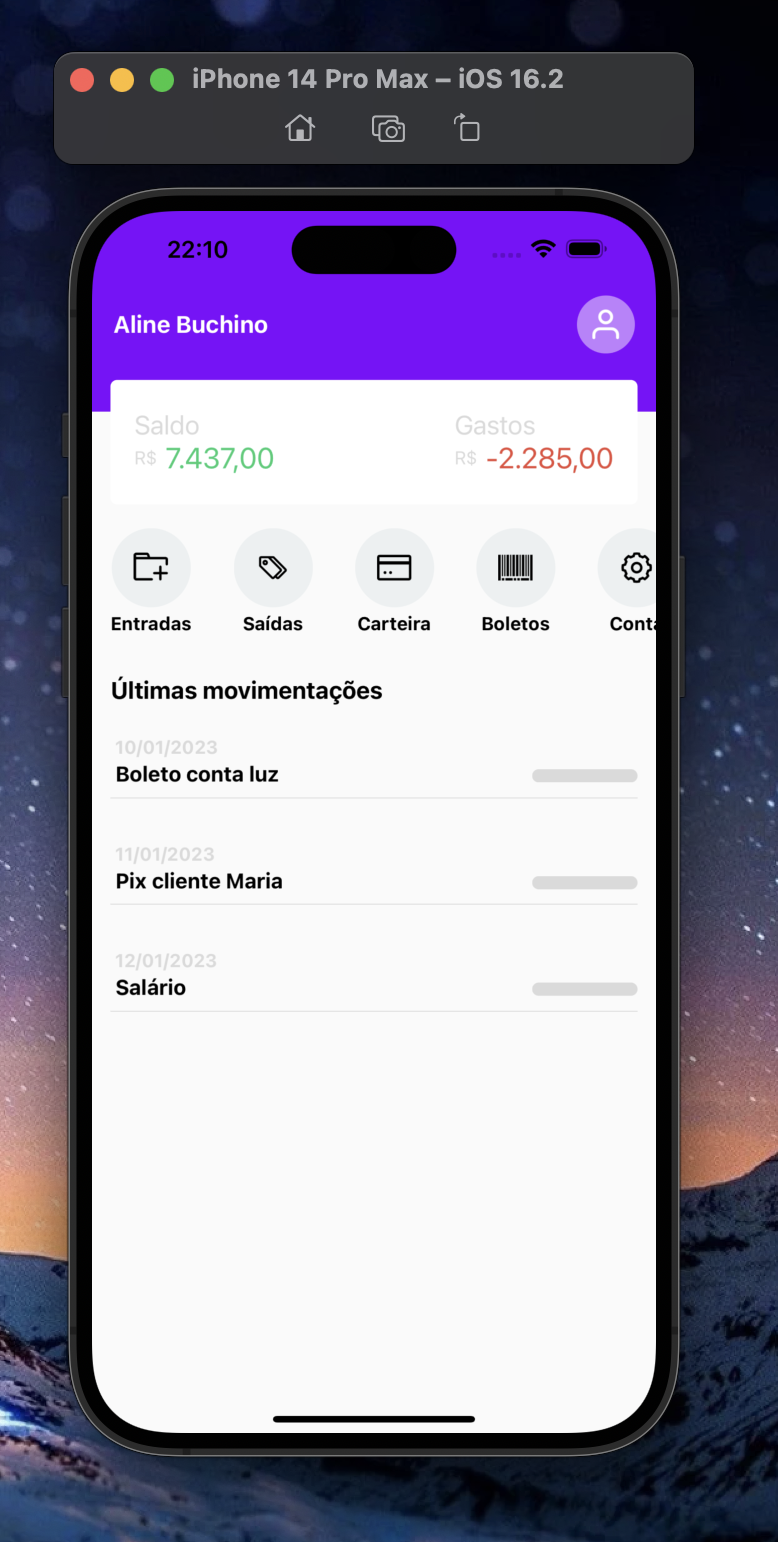 iPhone 14 Pro Max – iOS 16.2
22:10
Aline Buchino
Saldo Gastos
R$ 7.437,00 R$ -2.285,00
Entradas Saídas Carteira Boletos Conta
Últimas movimentações
10/01/2023
Boleto conta luz
11/01/2023
Pix cliente Maria
12/01/2023
Salário